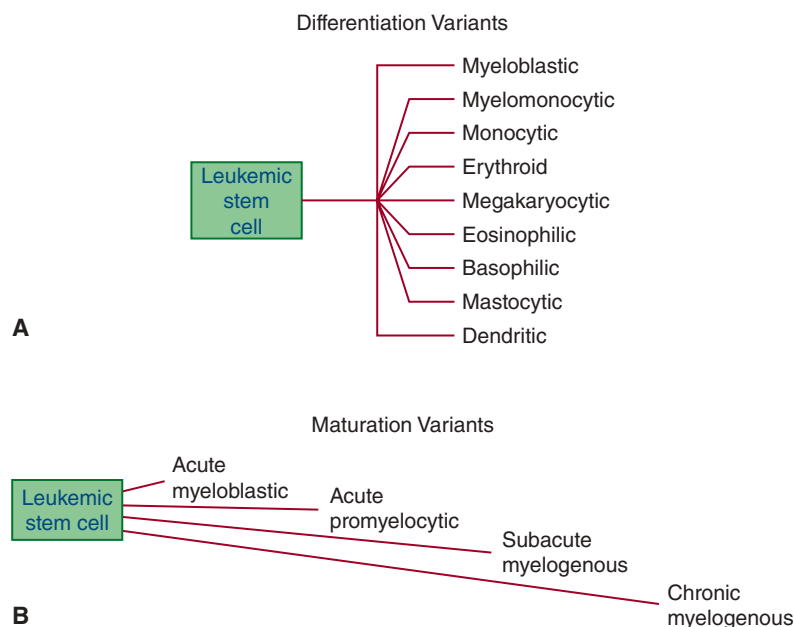 Differentiation Variants
Myeloblastic
Myelomonocytic
Monocytic
Erythroid
Leukemic
stem
cell
Megakaryocytic
Eosinophilic
Basophilic
Mastocytic
Dendritic
A
Maturation Variants
Leukemic
stem cell
Acute
myeloblastic
Acute
promyelocytic
Subacute
myelogenous
Chronic
myelogenous
B